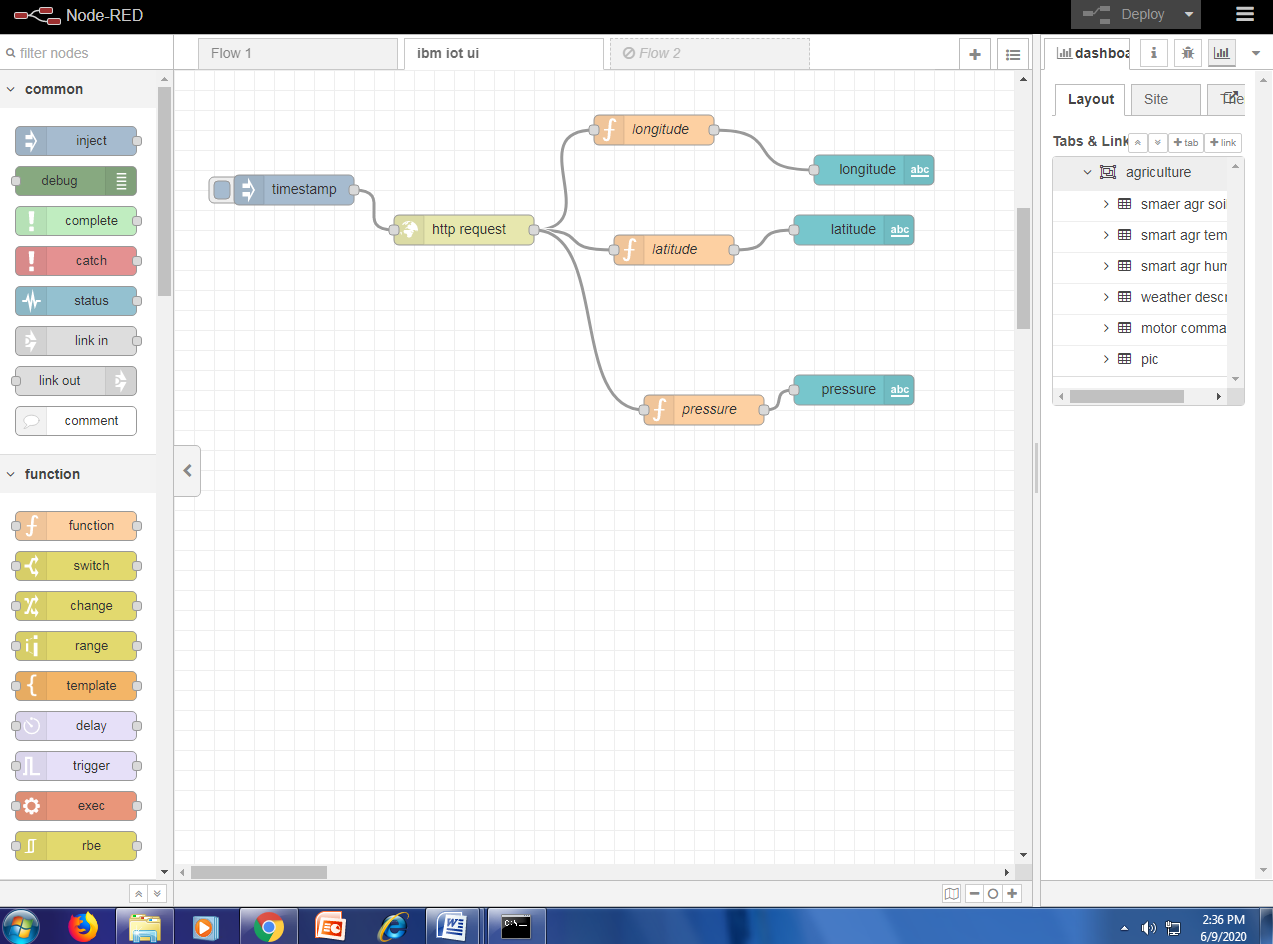 Node-RED
Deploy
filter nodes
Flow 1
ibm iot ui
Flow 2
dashboa
i
common
inject
debug
complete
catch
status
link in
link out
comment
function
function
switch
change
range
template
delay
trigger
exec
rbe
timestamp
http request
longitude
longitude
abc
latitude
latitude
abc
pressure
pressure
abc
Layout
Site
The
Tabs & Link
tab
link
agriculture
smaer agr soi
smart agr tem
smart agr hum
weather descr
motor comma
pic
C:\-
2:36 PM
6/9/2020